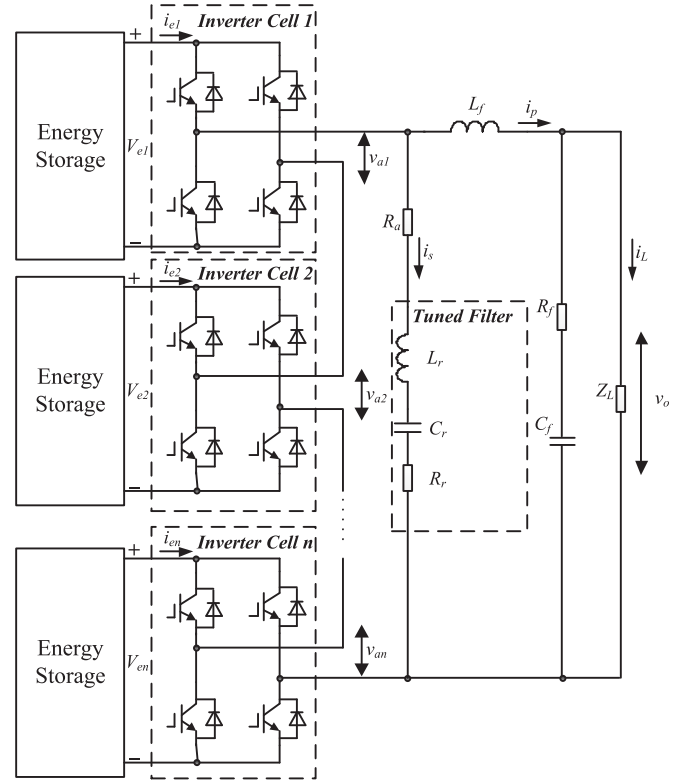 i_e1
Inverter Cell 1
+
Energy
Storage
V_e1
−
v_a1
L_f
i_p
R_a
i_s
i_L
i_e2
Inverter Cell 2
+
Energy
Storage
V_e2
−
v_a2
Tuned Filter
L_r
C_r
R_r
R_f
C_f
Z_L
v_o
i_en
Inverter Cell n
+
Energy
Storage
V_en
−
v_an